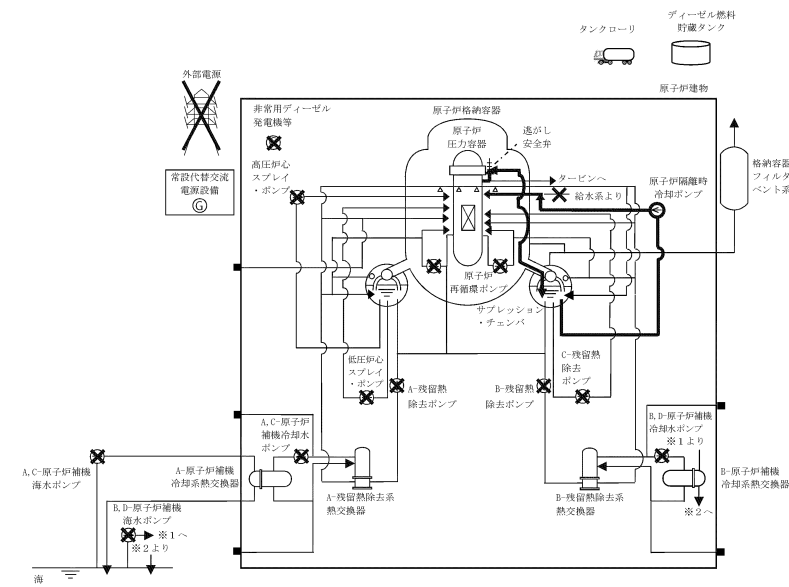 ディーゼル燃料
貯蔵タンク
タンクローリ
外部電源
原子炉建物
非常用ディーゼル
発電機等
原子炉格納容器
原子炉
圧力容器
逃がし
安全弁
高圧炉心
スプレイ
・ポンプ
常設代替交流
電源設備
G
タービンへ
給水系より
原子炉隔離時
冷却ポンプ
格納容器
フィルタ
ベント系
原子炉
再循環ポンプ
サプレッション
・チェンバ
低圧炉心
スプレイ
・ポンプ
A-残留熱
除去ポンプ
B-残留熱
除去ポンプ
C-残留熱
除去
ポンプ
A,C-原子炉
補機冷却水
ポンプ
B,D-原子炉補機
冷却水ポンプ
※1より
A,C-原子炉補機
海水ポンプ
A-原子炉補機
冷却系熱交換器
A-残留熱除去系
熱交換器
B-残留熱除去系
熱交換器
B-原子炉補機
冷却系熱交換器
B,D-原子炉補機
海水ポンプ
※1へ
※2より
※2へ
海